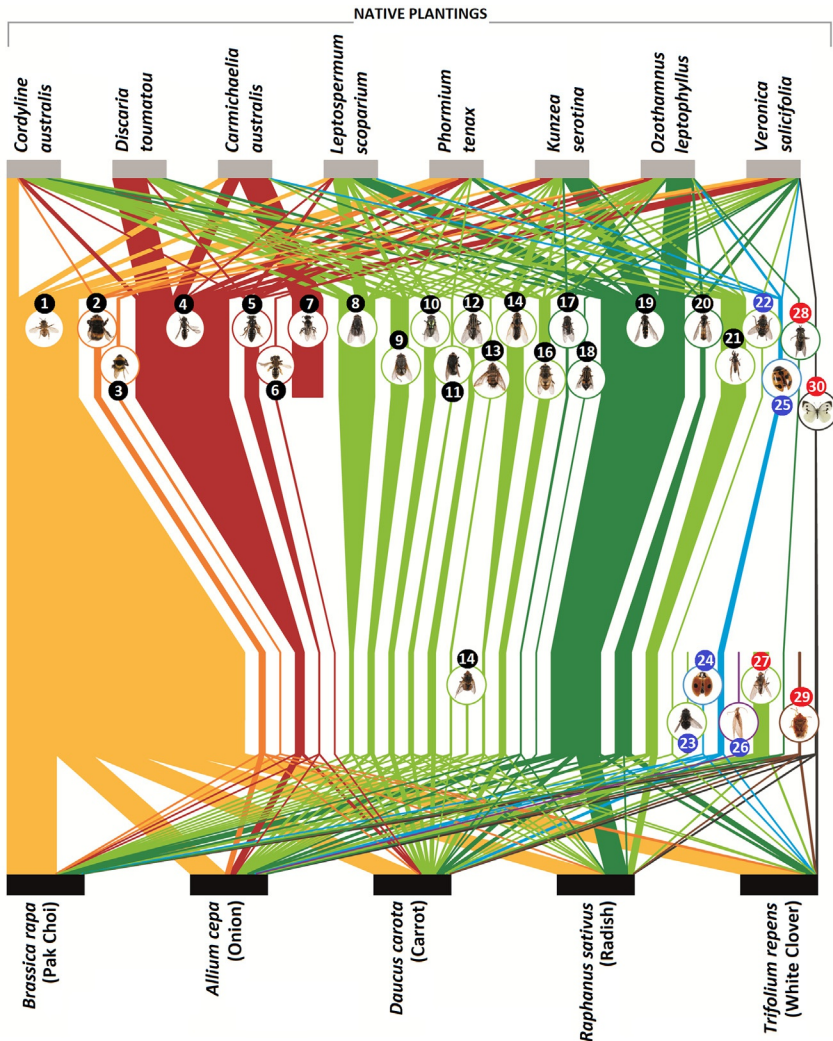 NATIVE PLANTINGS
Cordyline
australis
Discaria
toumatou
Carmichaelia
australis
Leptospermum
scoparium
Phormium
tenax
Kunzea
serotina
Ozothamnus
leptophyllus
Veronica
salicifolia
1
2
3
4
5
6
7
8
9
10
11
12
13
14
16
17
18
19
20
21
22
25
28
30
14
23
24
26
27
29
Brassica rapa
(Pak Choi)
Allium cepa
(Onion)
Daucus carota
(Carrot)
Raphanus sativus
(Radish)
Trifolium repens
(White Clover)